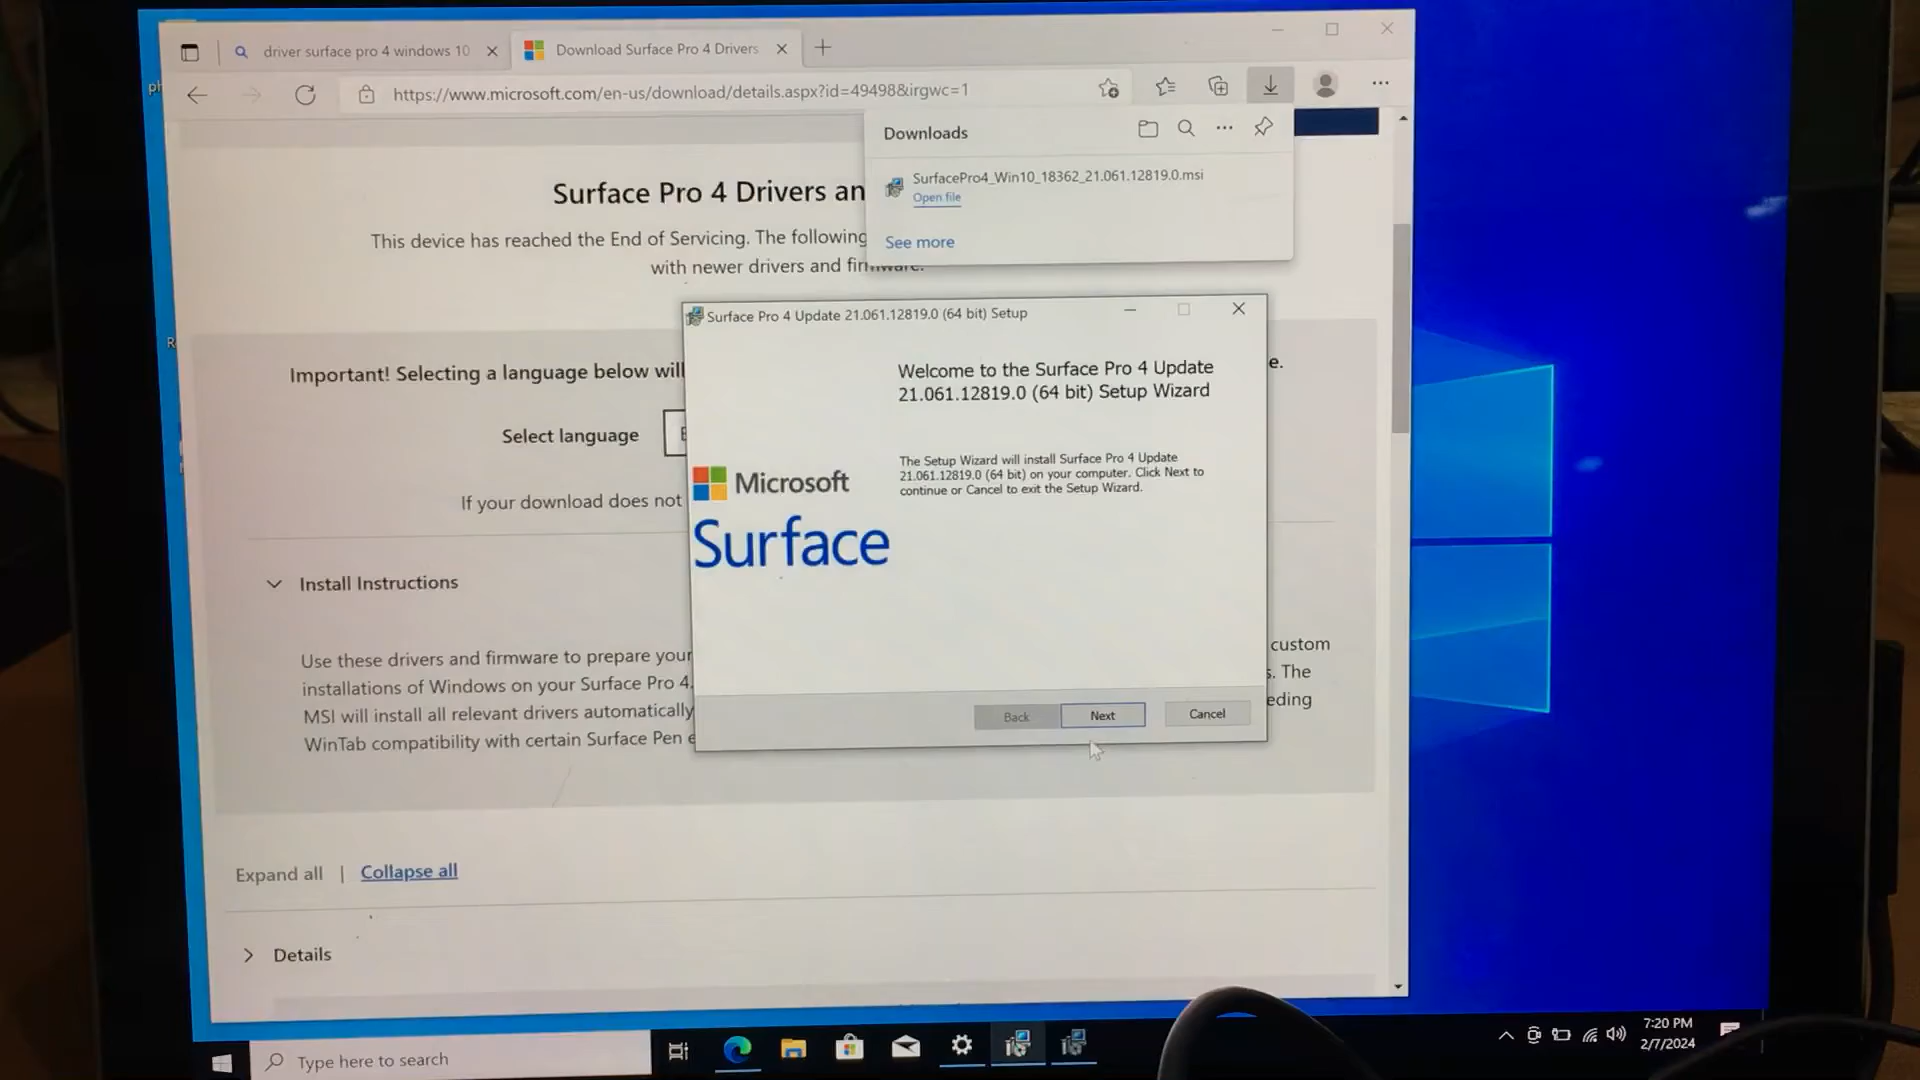 driver surface pro 4 windows 10
Download Surface Pro 4 Drivers
https://www.microsoft.com/en-us/download/details.aspx?id=49498&irgwc=1
Downloads
SurfacePro4_Win10_18362_21.061.12819.0.msi
Open file
See more
Surface Pro 4 Drivers an
This device has reached the End of Servicing. The following
with newer drivers and firmware.
Surface Pro 4 Update 21.061.12819.0 (64 bit) Setup
Welcome to the Surface Pro 4 Update
21.061.12819.0 (64 bit) Setup Wizard
The Setup Wizard will install Surface Pro 4 Update
21.061.12819.0 (64 bit) on your computer. Click Next to
continue or Cancel to exit the Setup Wizard.
Microsoft
Surface
Back
Next
Cancel
Important! Selecting a language below will
e.
Select language
If your download does not
Install Instructions
Use these drivers and firmware to prepare your
custom
installations of Windows on your Surface Pro 4.
s. The
MSI will install all relevant drivers automatically
eding
WinTab compatibility with certain Surface Pen e
Expand all | Collapse all
Details
Type here to search
7:20 PM
2/7/2024